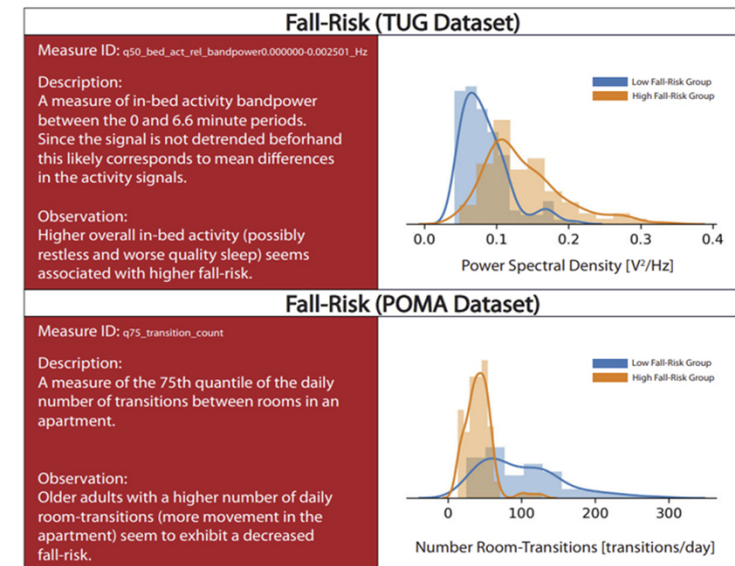 Fall-Risk (TUG Dataset)
Measure ID: q50_bed_act_rel_bandpower0.000000-0.002501_Hz
Description:
A measure of in-bed activity bandpower
between the 0 and 6.6 minute periods.
Since the signal is not detrended beforhand
this likely corresponds to mean differences
in the activity signals.
Observation:
Higher overall in-bed activity (possibly
restless and worse quality sleep) seems
associated with higher fall-risk.
Low Fall-Risk Group
High Fall-Risk Group
0.0 0.1 0.2 0.3 0.4
Power Spectral Density [V²/Hz]
Fall-Risk (POMA Dataset)
Measure ID: q75_transition_count
Description:
A measure of the 75th quantile of the daily
number of transitions between rooms in an
apartment.
Observation:
Older adults with a higher number of daily
room-transitions (more movement in the
apartment) seem to exhibit a decreased
fall-risk.
Low Fall-Risk Group
High Fall-Risk Group
0 100 200 300
Number Room-Transitions [transitions/day]